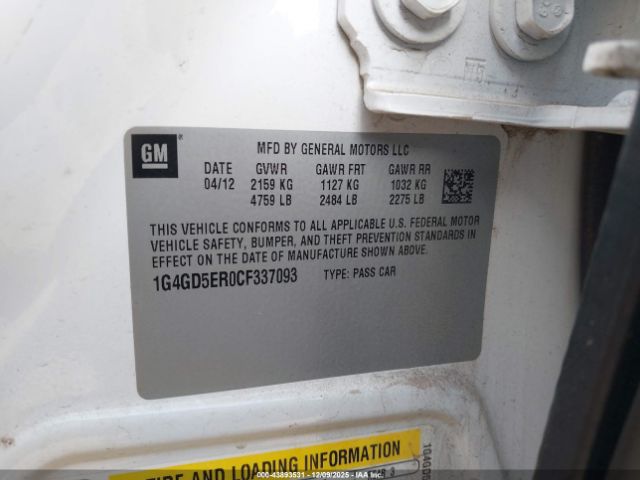 GM
MFD BY GENERAL MOTORS LLC
DATE GVWR GAWR FRT GAWR RR
04/12 2159 KG 1127 KG 1032 KG
4759 LB 2484 LB 2275 LB
THIS VEHICLE CONFORMS TO ALL APPLICABLE U.S. FEDERAL MOTOR
VEHICLE SAFETY, BUMPER, AND THEFT PREVENTION STANDARDS IN
EFFECT ON THE DATE OF MANUFACTURE SHOWN ABOVE.
1G4GD5ER0CF337093 TYPE: PASS CAR
TIRE AND LOADING INFORMATION
© - 43893531 - 12/09/2025 - IAA Inc.